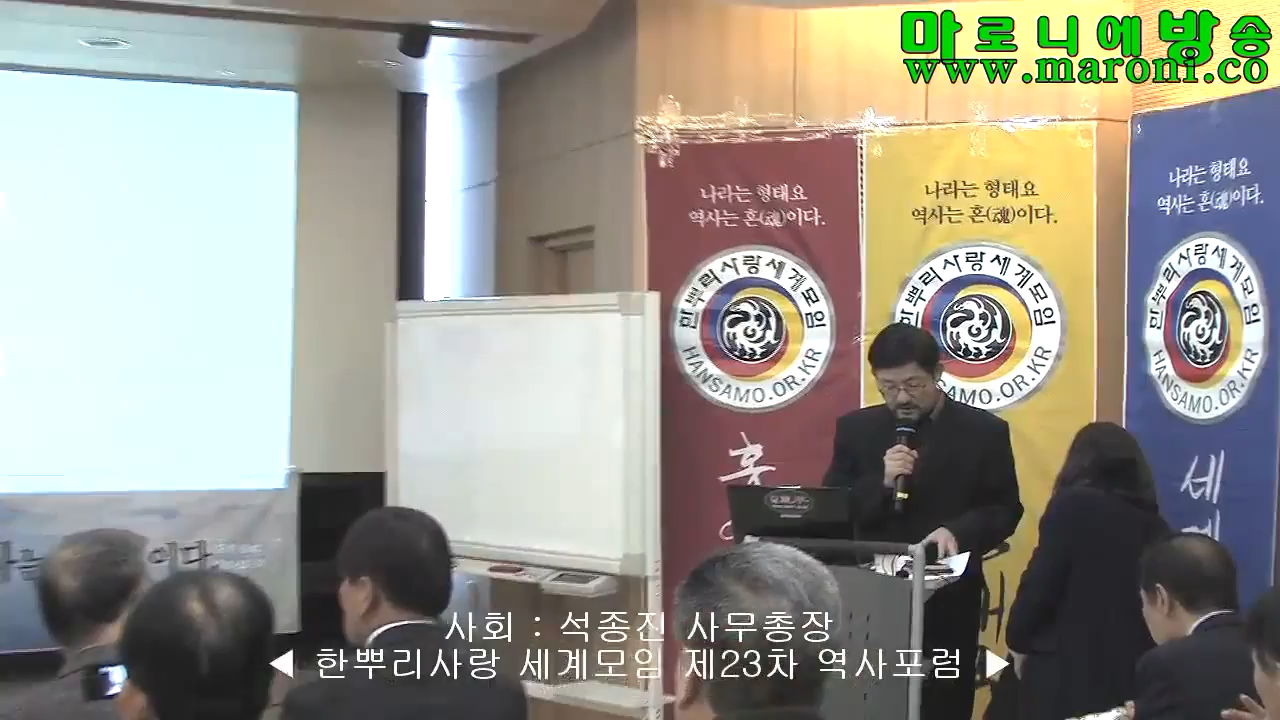 마로니에방송
www.maroni.co
나라는 형태요
역사는 혼(魂)이다.
한뿌리사랑세계모임
HANSAMO.OR.KR
나라는 형태요
역사는 혼(魂)이다.
한뿌리사랑세계모임
SAMO.OR.KR
나라는 형태요
역사는 혼(魂)이다.
한뿌리사랑세계모임
HANSAMO.OR.KR
홍
세
계
사회 : 석종진 사무총장
◀ 한뿌리사랑 세계모임 제23차 역사포럼 ▶